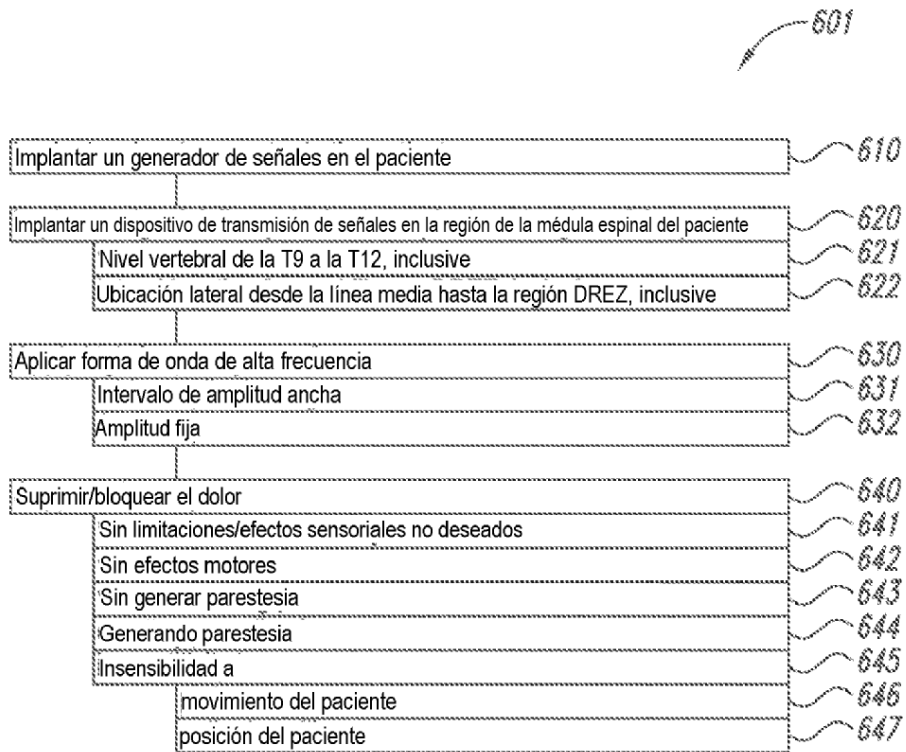 601
Implantar un generador de señales en el paciente 610
Implantar un dispositivo de transmisión de señales en la región de la médula espinal del paciente 620
Nivel vertebral de la T9 a la T12, inclusive 621
Ubicación lateral desde la línea media hasta la región DREZ, inclusive 622
Aplicar forma de onda de alta frecuencia 630
Intervalo de amplitud ancha 631
Amplitud fija 632
Suprimir/bloquear el dolor 640
Sin limitaciones/efectos sensoriales no deseados 641
Sin efectos motores 642
Sin generar parestesia 643
Generando parestesia 644
Insensibilidad a 645
movimiento del paciente 646
posición del paciente 647